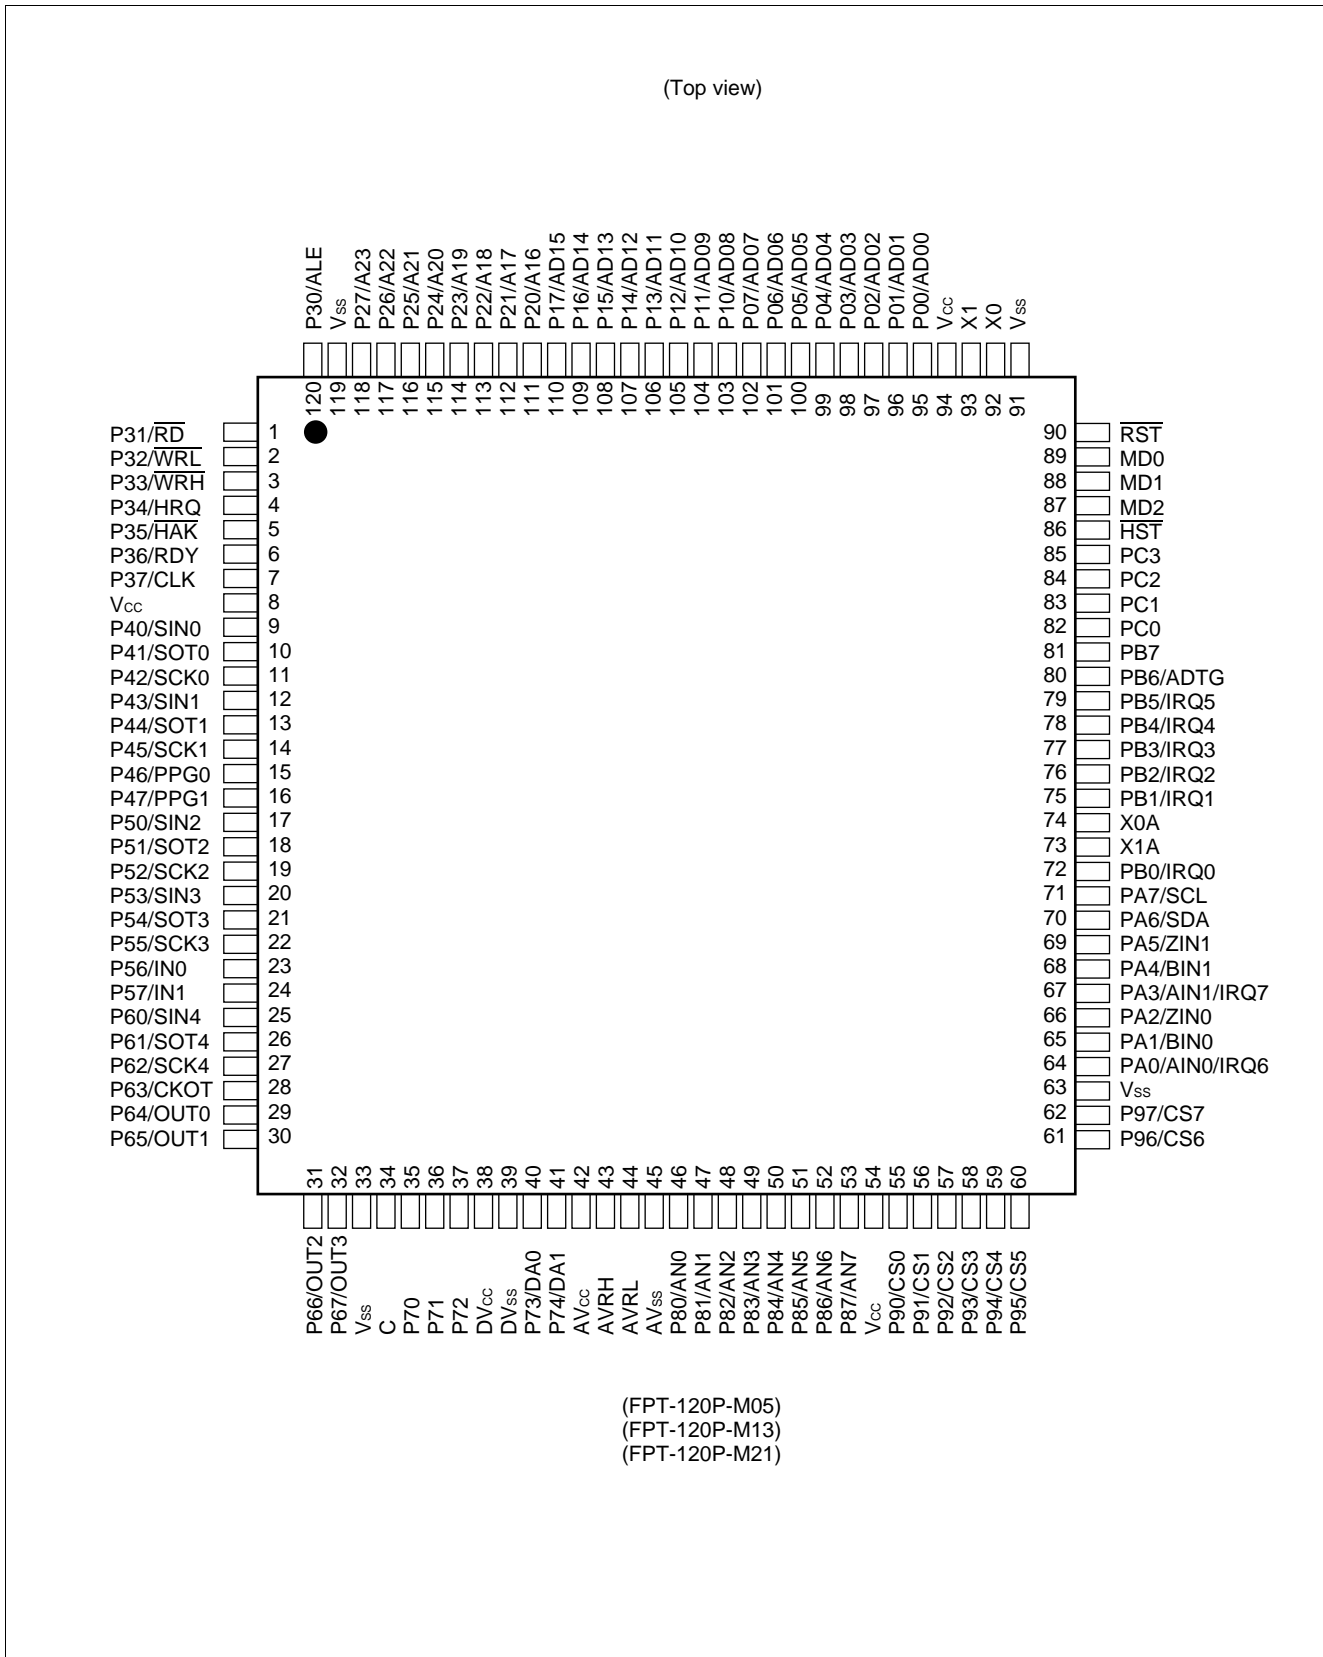 (Top view)
P30/ALE
Vss
P27/A23
P26/A22
P25/A21
P24/A20
P23/A19
P22/A18
P21/A17
P20/A16
P17/AD15
P16/AD14
P15/AD13
P14/AD12
P13/AD11
P12/AD10
P11/AD09
P10/AD08
P07/AD07
P06/AD06
P05/AD05
P04/AD04
P03/AD03
P02/AD02
P01/AD01
P00/AD00
Vcc
X1
X0
Vss
120
119
118
117
116
115
114
113
112
111
110
109
108
107
106
105
104
103
102
101
100
99
98
97
96
95
94
93
92
91
P31/R̅D̅ 1
P32/W̅R̅L̅ 2
P33/W̅R̅H̅ 3
P34/HRQ 4
P35/H̅A̅K̅ 5
P36/RDY 6
P37/CLK 7
Vcc 8
P40/SIN0 9
P41/SOT0 10
P42/SCK0 11
P43/SIN1 12
P44/SOT1 13
P45/SCK1 14
P46/PPG0 15
P47/PPG1 16
P50/SIN2 17
P51/SOT2 18
P52/SCK2 19
P53/SIN3 20
P54/SOT3 21
P55/SCK3 22
P56/IN0 23
P57/IN1 24
P60/SIN4 25
P61/SOT4 26
P62/SCK4 27
P63/CKOT 28
P64/OUT0 29
P65/OUT1 30
90 R̅S̅T̅
89 MD0
88 MD1
87 MD2
86 H̅S̅T̅
85 PC3
84 PC2
83 PC1
82 PC0
81 PB7
80 PB6/ADTG
79 PB5/IRQ5
78 PB4/IRQ4
77 PB3/IRQ3
76 PB2/IRQ2
75 PB1/IRQ1
74 X0A
73 X1A
72 PB0/IRQ0
71 PA7/SCL
70 PA6/SDA
69 PA5/ZIN1
68 PA4/BIN1
67 PA3/AIN1/IRQ7
66 PA2/ZIN0
65 PA1/BIN0
64 PA0/AIN0/IRQ6
63 Vss
62 P97/CS7
61 P96/CS6
31
32
33
34
35
36
37
38
39
40
41
42
43
44
45
46
47
48
49
50
51
52
53
54
55
56
57
58
59
60
P66/OUT2
P67/OUT3
Vss
C
P70
P71
P72
DVcc
DVss
P73/DA0
P74/DA1
AVcc
AVRH
AVRL
AVss
P80/AN0
P81/AN1
P82/AN2
P83/AN3
P84/AN4
P85/AN5
P86/AN6
P87/AN7
Vcc
P90/CS0
P91/CS1
P92/CS2
P93/CS3
P94/CS4
P95/CS5
(FPT-120P-M05)
(FPT-120P-M13)
(FPT-120P-M21)